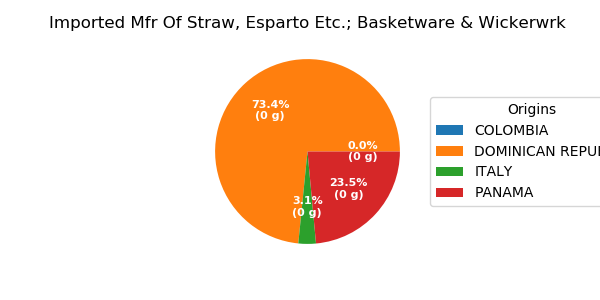 Imported Mfr Of Straw, Esparto Etc.; Basketware & Wickerwrk
73.4%
(0 g)
0.0%
(0 g)
23.5%
(0 g)
3.1%
(0 g)
Origins
COLOMBIA
DOMINICAN REPU
ITALY
PANAMA